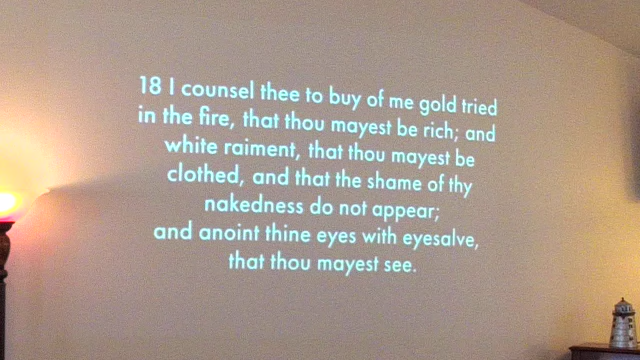 18 I counsel thee to buy of me gold tried
in the fire, that thou mayest be rich; and
white raiment, that thou mayest be
clothed, and that the shame of thy
nakedness do not appear;
and anoint thine eyes with eyesalve,
that thou mayest see.